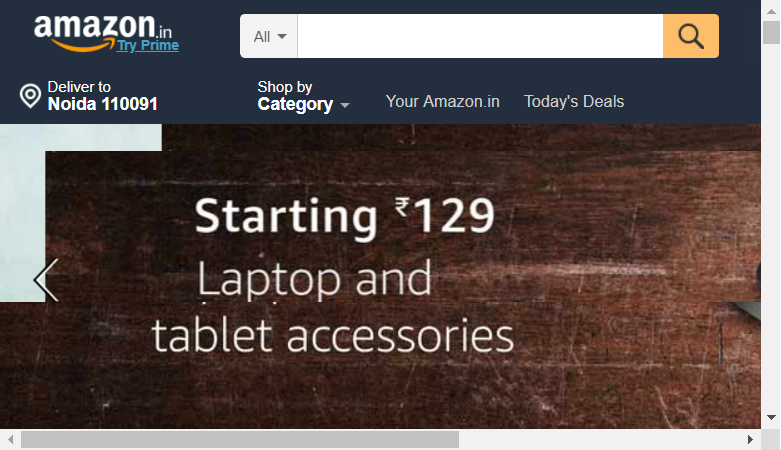 amazon.in
Try Prime
All
Deliver to
Noida 110091
Shop by
Category
Your Amazon.in
Today's Deals
Starting ₹129
Laptop and
tablet accessories